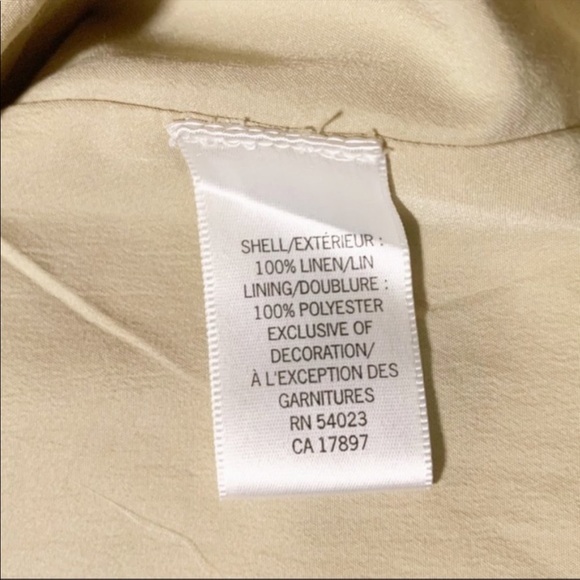 SHELL/EXTÉRIEUR :
100% LINEN/LIN
LINING/DOUBLURE :
100% POLYESTER
EXCLUSIVE OF
DECORATION/
À L'EXCEPTION DES
GARNITURES
RN 54023
CA 17897